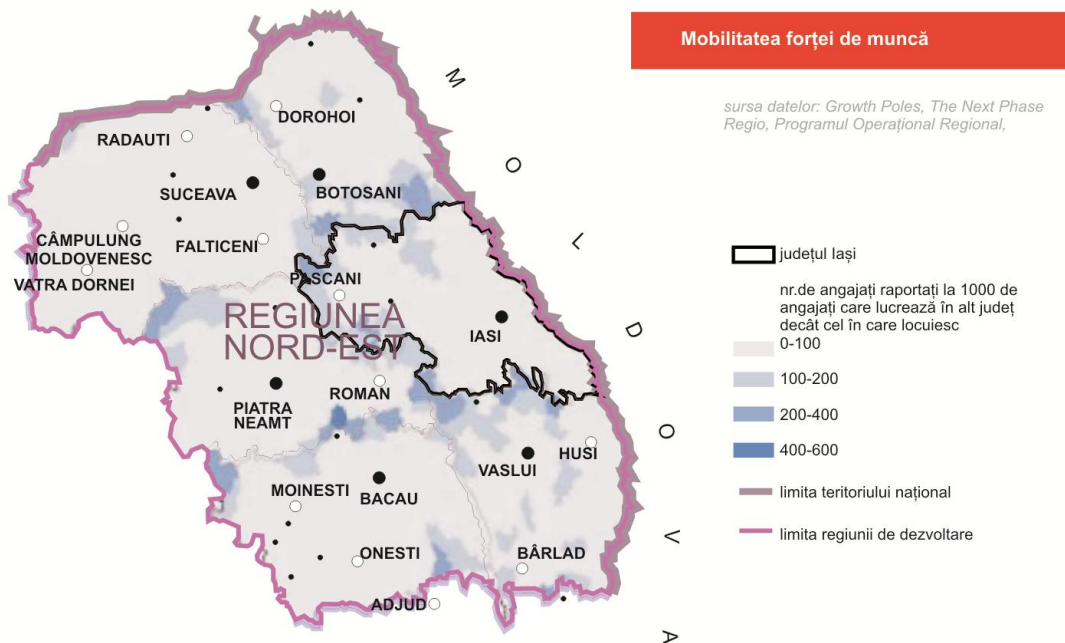 Mobilitatea forței de muncă
sursa datelor: Growth Poles, The Next Phase
Regio, Programul Operațional Regional,
M
O
L
D
O
V
A
DOROHOI
RADAUTI
SUCEAVA
BOTOSANI
CÂMPULUNG
MOLDOVENESC
FALTICENI
VATRA DORNEI
PASCANI
REGIUNEA
NORD-EST
IASI
ROMAN
PIATRA
NEAMT
HUSI
VASLUI
MOINESTI
BACAU
ONESTI
BÂRLAD
ADJUD
județul Iași
nr.de angajați raportați la 1000 de
angajați care lucrează în alt județ
decât cel în care locuiesc
0-100
100-200
200-400
400-600
limita teritoriului național
limita regiunii de dezvoltare